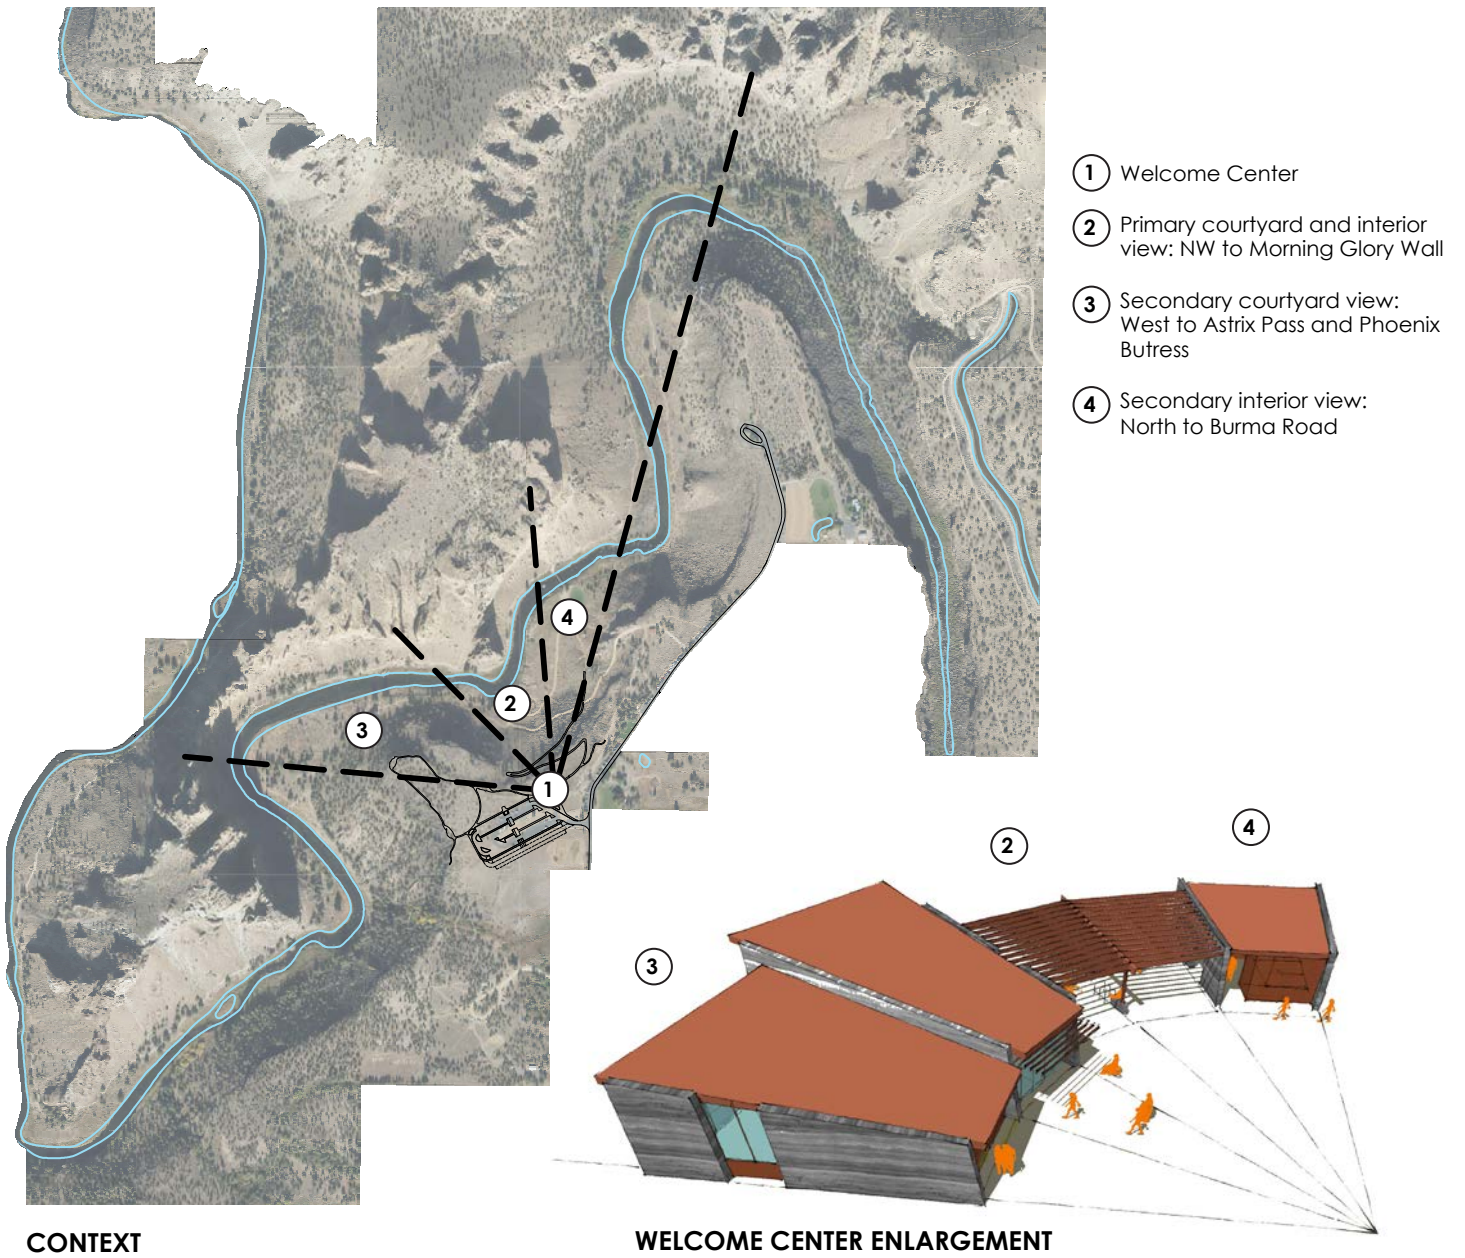 1 Welcome Center
2 Primary courtyard and interior
view: NW to Morning Glory Wall
3 Secondary courtyard view:
West to Astrix Pass and Phoenix
Butress
4 Secondary interior view:
North to Burma Road
4
2
3
1
4
2
3
CONTEXT
WELCOME CENTER ENLARGEMENT